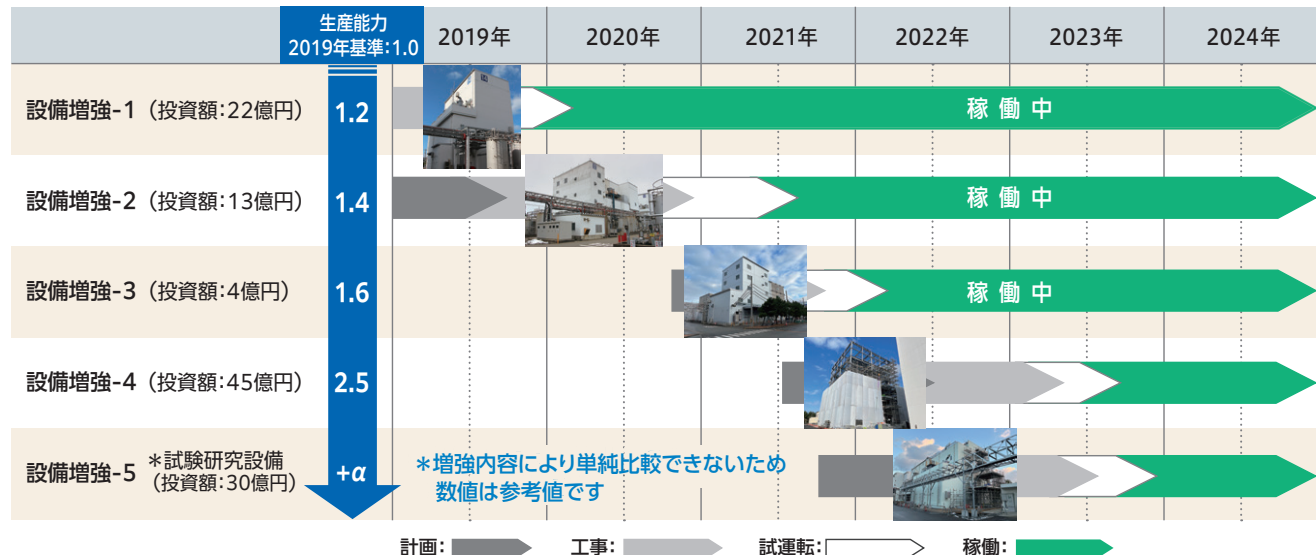 生産能力
2019年基準:1.0
2019年
2020年
2021年
2022年
2023年
2024年
設備増強-1 (投資額:22億円)
1.2
稼働中
設備増強-2 (投資額:13億円)
1.4
稼働中
設備増強-3 (投資額:4億円)
1.6
稼働中
設備増強-4 (投資額:45億円)
2.5
設備増強-5
*試験研究設備
(投資額:30億円)
+α
*増強内容により単純比較できないため
数値は参考値です
計画:
工事:
試運転:
稼働: